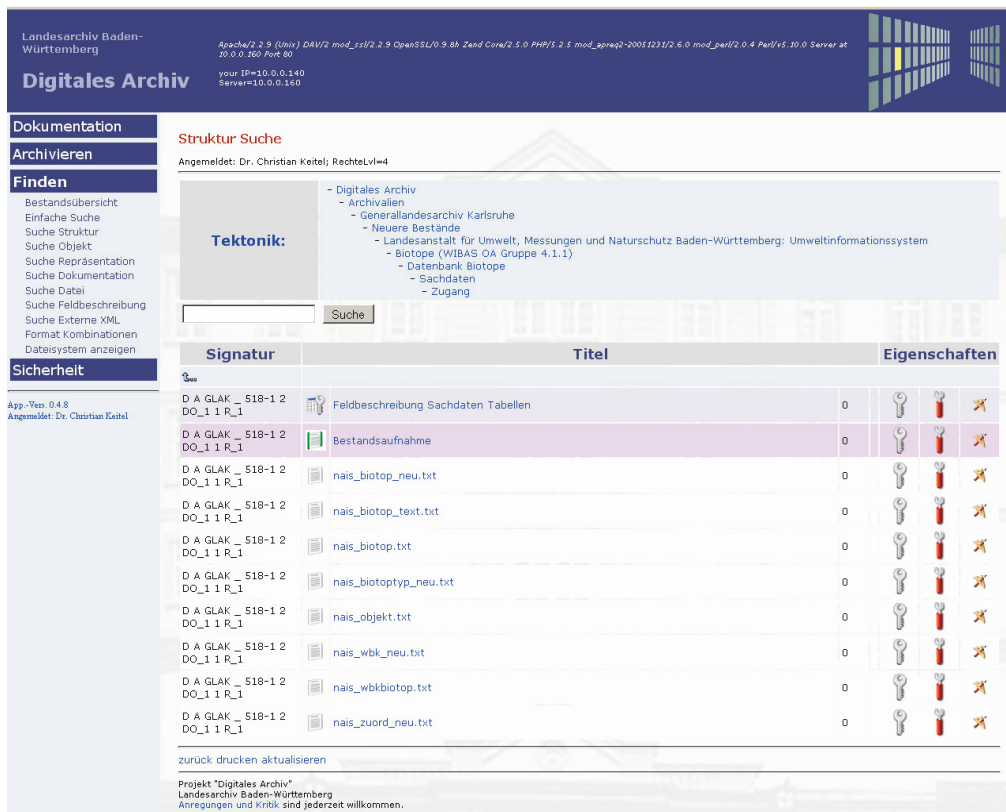 Landesarchiv Baden-
Württemberg
Digitales Archiv
Apache/2.2.9 (Unix) DAV/2 mod_ssl/2.2.9 OpenSSL/0.9.8h Zend Core/2.5.0 PHP/5.2.5 mod_apreq2-20051231/2.6.0 mod_perl/2.0.4 Perl/v5.10.0 Server at
10.0.0.160 Port 80
your IP=10.0.0.140
Server=10.0.0.160
Dokumentation
Archivieren
Finden
Bestandsübersicht
Einfache Suche
Suche Struktur
Suche Objekt
Suche Repräsentation
Suche Dokumentation
Suche Datei
Suche Feldbeschreibung
Suche Externe XML
Format Kombinationen
Dateisystem anzeigen
Sicherheit
App.-Vers. 0.4.8
Angemeldet: Dr. Christian Keitel
Struktur Suche
Angemeldet: Dr. Christian Keitel; RechteLvl=4
Tektonik:
- Digitales Archiv
- Archivalien
- Generallandesarchiv Karlsruhe
- Neuere Bestände
- Landesanstalt für Umwelt, Messungen und Naturschutz Baden-Württemberg: Umweltinformationssystem
- Biotope (WIBAS OA Gruppe 4.1.1)
- Datenbank Biotope
- Sachdaten
- Zugang
Suche
Signatur Titel Eigenschaften
D A GLAK _ 518-1 2
DO_1 1 R_1
Feldbeschreibung Sachdaten Tabellen 0
D A GLAK _ 518-1 2
DO_1 1 R_1
Bestandsaufnahme 0
D A GLAK _ 518-1 2
DO_1 1 R_1
nais_biotop_neu.txt 0
D A GLAK _ 518-1 2
DO_1 1 R_1
nais_biotop_text.txt 0
D A GLAK _ 518-1 2
DO_1 1 R_1
nais_biotop.txt 0
D A GLAK _ 518-1 2
DO_1 1 R_1
nais_biotoptyp_neu.txt 0
D A GLAK _ 518-1 2
DO_1 1 R_1
nais_objekt.txt 0
D A GLAK _ 518-1 2
DO_1 1 R_1
nais_wbk_neu.txt 0
D A GLAK _ 518-1 2
DO_1 1 R_1
nais_wbkbiotop.txt 0
D A GLAK _ 518-1 2
DO_1 1 R_1
nais_zuord_neu.txt 0
zurück drucken aktualisieren
Projekt "Digitales Archiv"
Landesarchiv Baden-Württemberg
Anregungen und Kritik sind jederzeit willkommen.